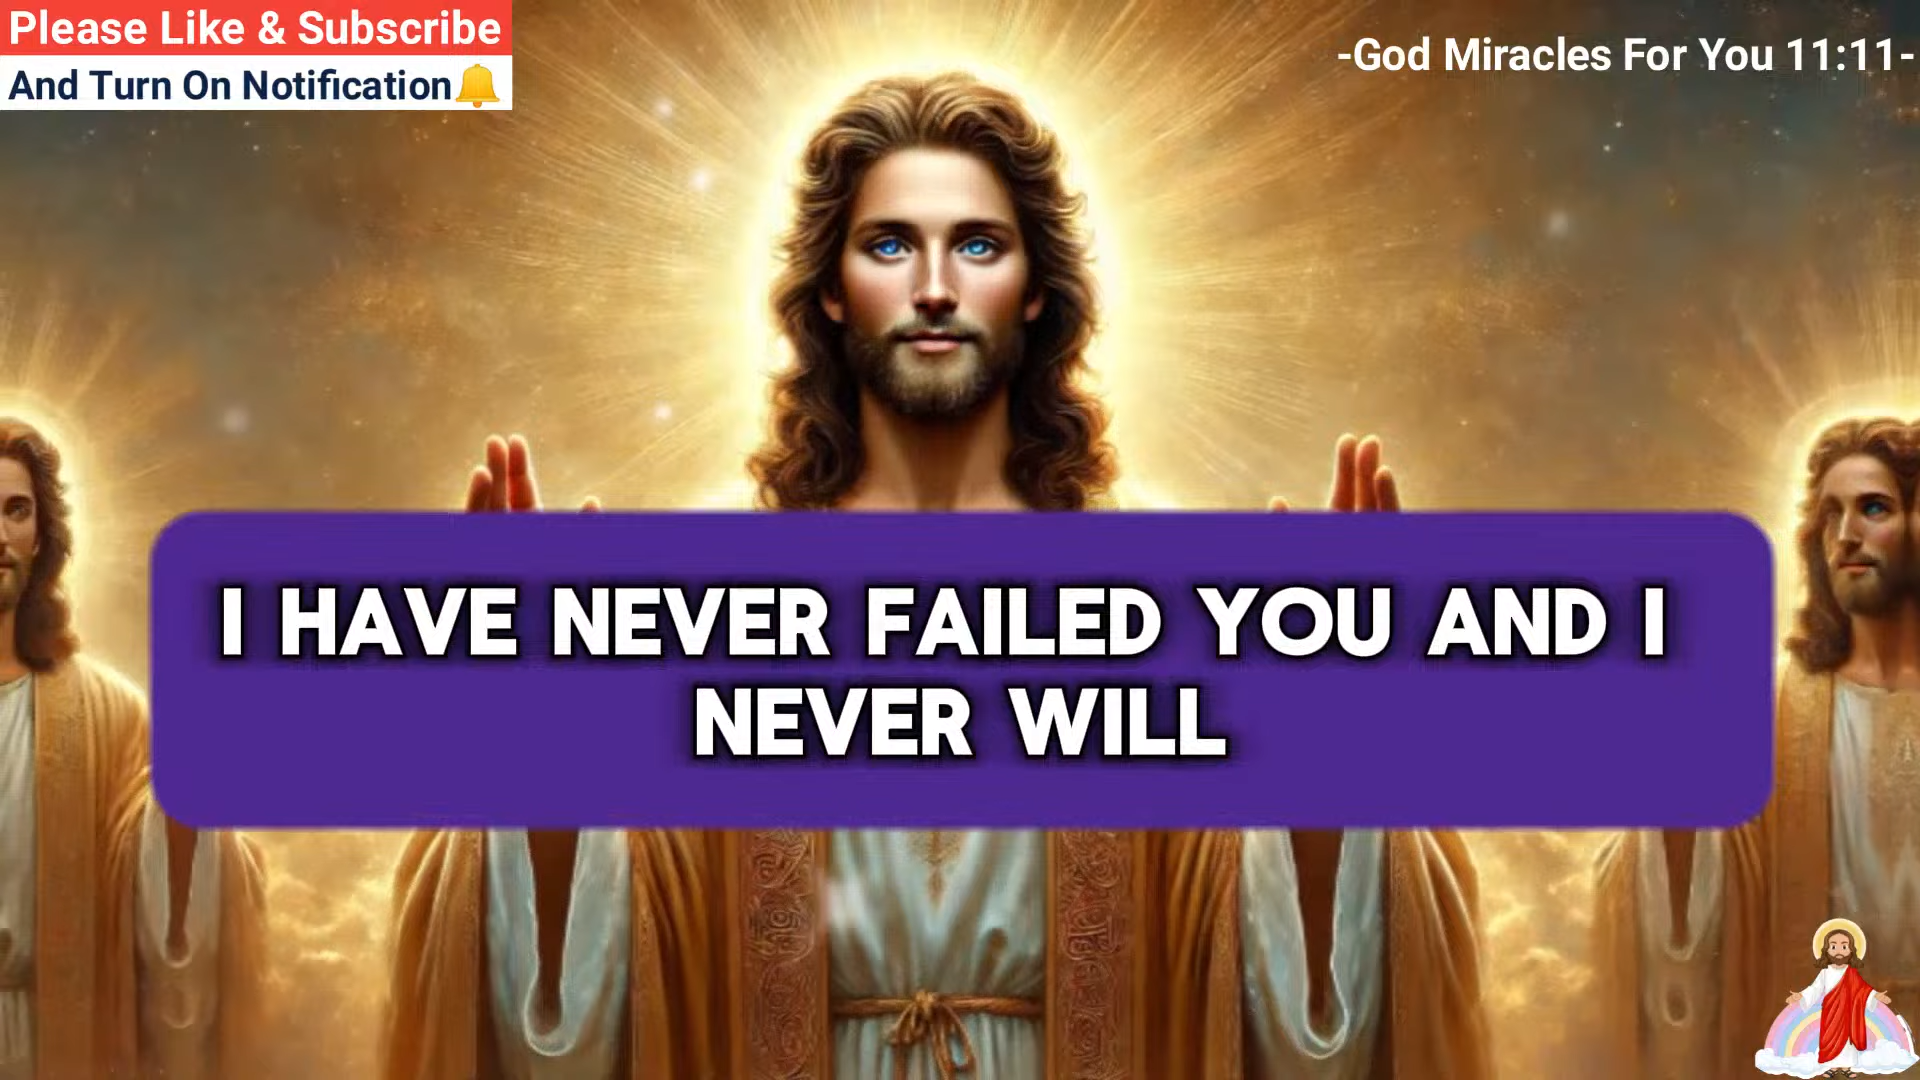 Please Like & Subscribe
And Turn On Notification🔔
-God Miracles For You 11:11-
I HAVE NEVER FAILED YOU AND I
NEVER WILL